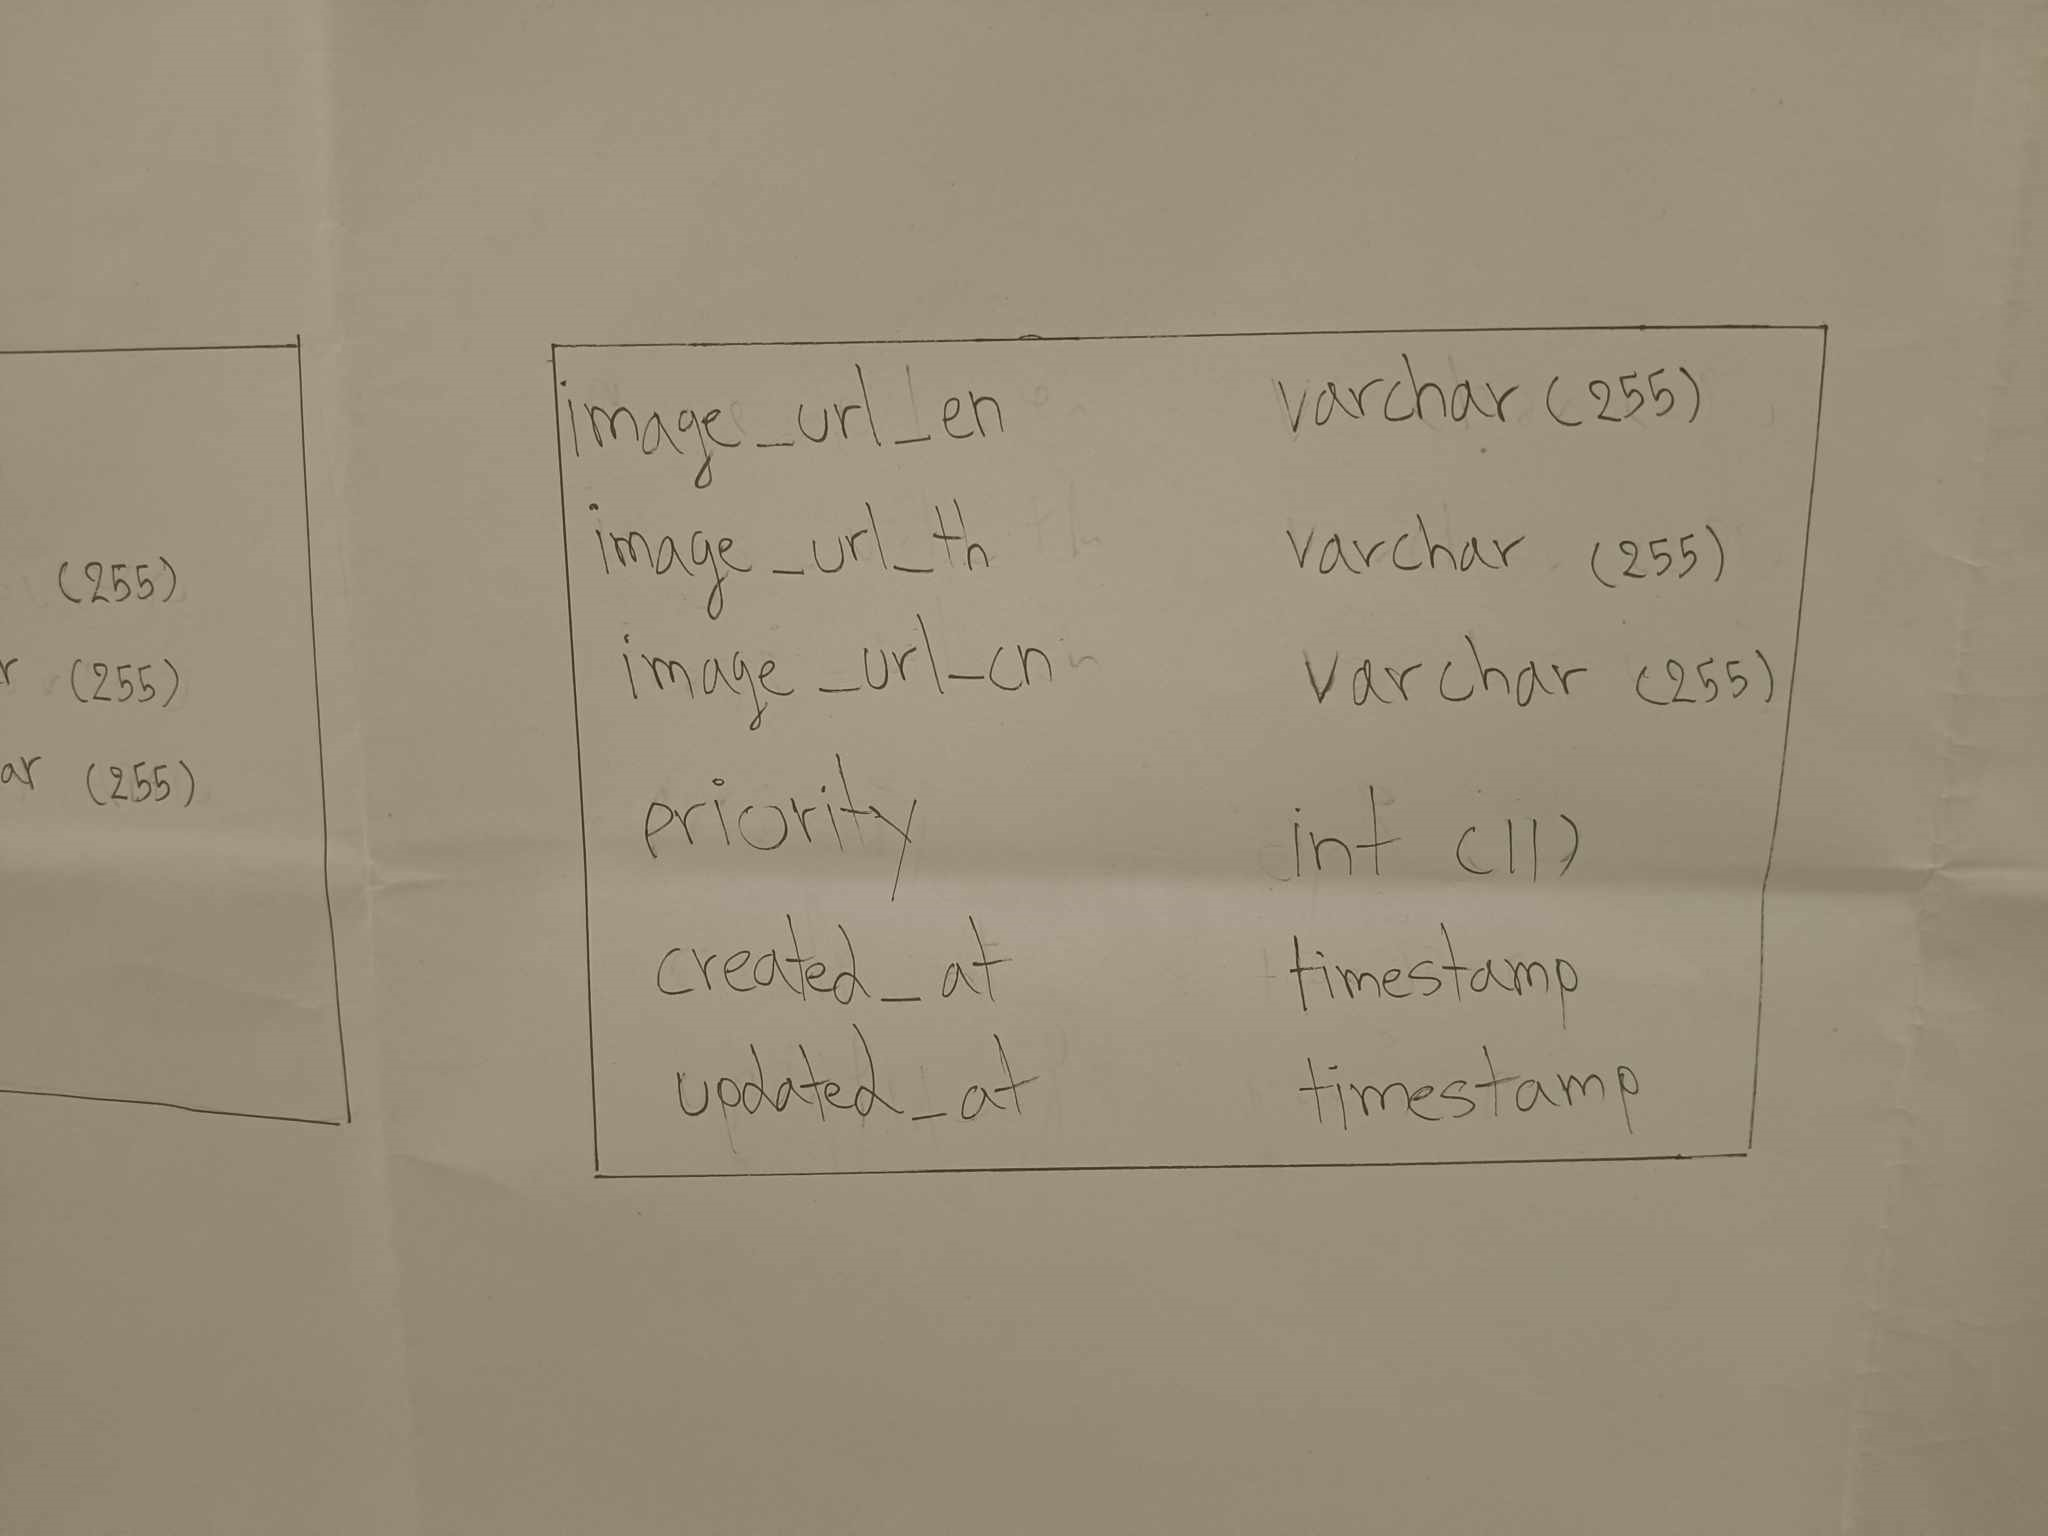 image_url_en varchar (255)
image_url_th varchar (255)
image_url_cn varchar (255)
priority int (11)
created_at timestamp
updated_at timestamp
(255)
r (255)
ar (255)